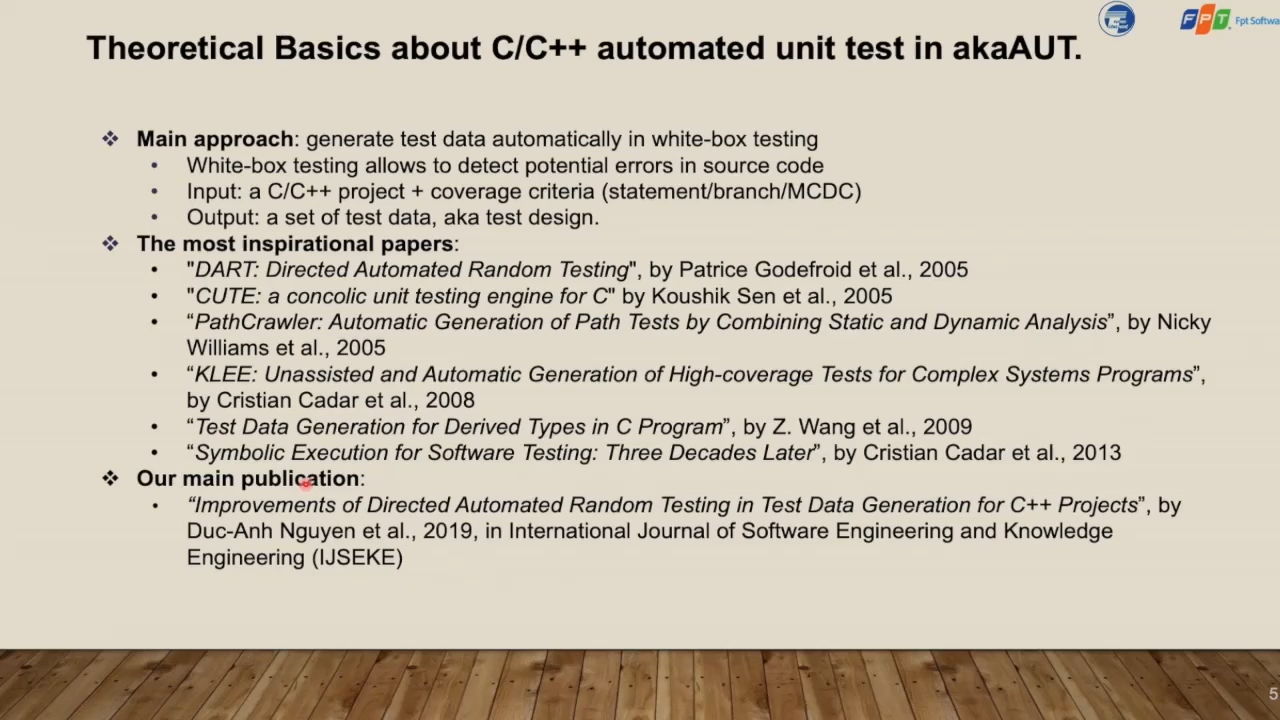 FPT Fpt Softwa
Theoretical Basics about C/C++ automated unit test in akaAUT.
❖ Main approach: generate test data automatically in white-box testing
• White-box testing allows to detect potential errors in source code
• Input: a C/C++ project + coverage criteria (statement/branch/MCDC)
• Output: a set of test data, aka test design.
❖ The most inspirational papers:
• "DART: Directed Automated Random Testing", by Patrice Godefroid et al., 2005
• "CUTE: a concolic unit testing engine for C" by Koushik Sen et al., 2005
• “PathCrawler: Automatic Generation of Path Tests by Combining Static and Dynamic Analysis”, by Nicky
Williams et al., 2005
• “KLEE: Unassisted and Automatic Generation of High-coverage Tests for Complex Systems Programs”,
by Cristian Cadar et al., 2008
• “Test Data Generation for Derived Types in C Program”, by Z. Wang et al., 2009
• “Symbolic Execution for Software Testing: Three Decades Later”, by Cristian Cadar et al., 2013
❖ Our main publication:
• “Improvements of Directed Automated Random Testing in Test Data Generation for C++ Projects”, by
Duc-Anh Nguyen et al., 2019, in International Journal of Software Engineering and Knowledge
Engineering (IJSEKE)
5